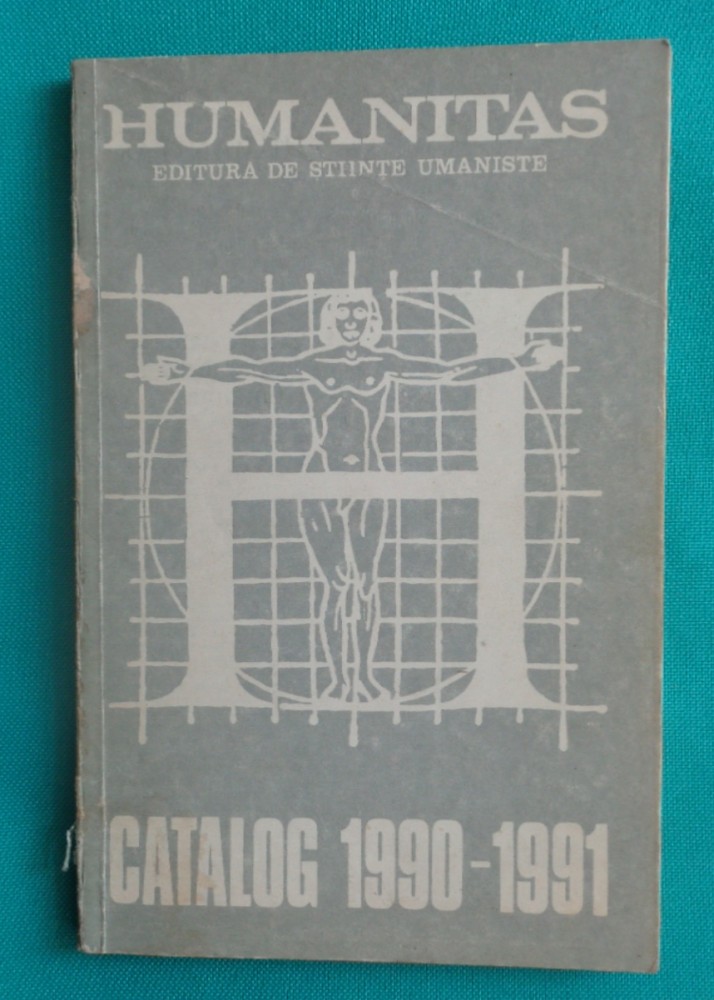 HUMANITAS
EDITURA DE STIINTE UMANISTE
H
CATALOG 1990-1991